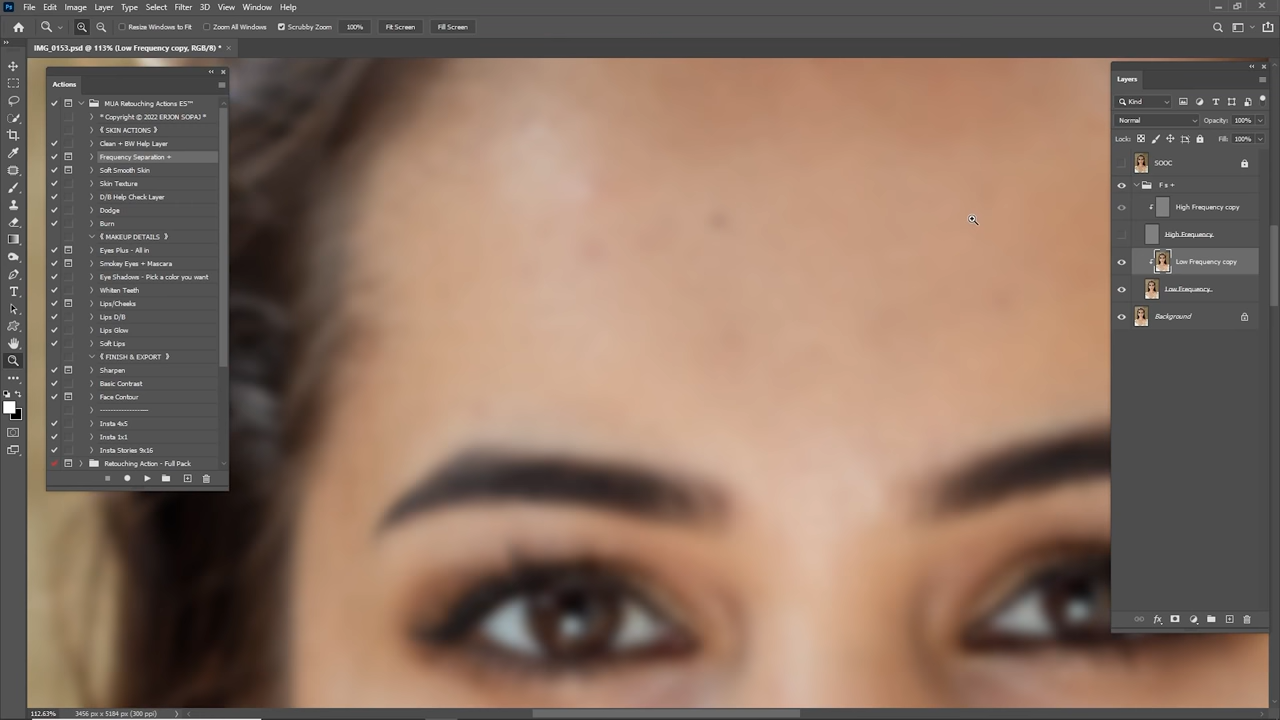 File Edit Image Layer Type Select Filter 3D View Window Help
Resize Windows to Fit Zoom All Windows Scrubby Zoom 100% Fit Screen Fill Screen
IMG_0153.psd @ 113% (Low Frequency copy, RGB/8) *
Actions
MUA Retouching Actions ES™
* Copyright © 2022 ERJON SOPAJ *
《 SKIN ACTIONS 》
Clean + BW Help Layer
Frequency Separation +
Soft Smooth Skin
Skin Texture
D/B Help Check Layer
Dodge
Burn
《 MAKEUP DETAILS 》
Eyes Plus - All in
Smokey Eyes + Mascara
Eye Shadows - Pick a color you want
Whiten Teeth
Lips/Cheeks
Lips D/B
Lips Glow
Soft Lips
《 FINISH & EXPORT 》
Sharpen
Basic Contrast
Face Contour
-------------------
Insta 4x5
Insta 1x1
Insta Stories 9x16
Retouching Action - Full Pack
Layers
Kind
Normal Opacity: 100%
Lock: Fill: 100%
SOOC
F s +
High Frequency copy
High Frequency
Low Frequency copy
Low Frequency
Background
112.63% 3456 px x 5184 px (300 ppi)